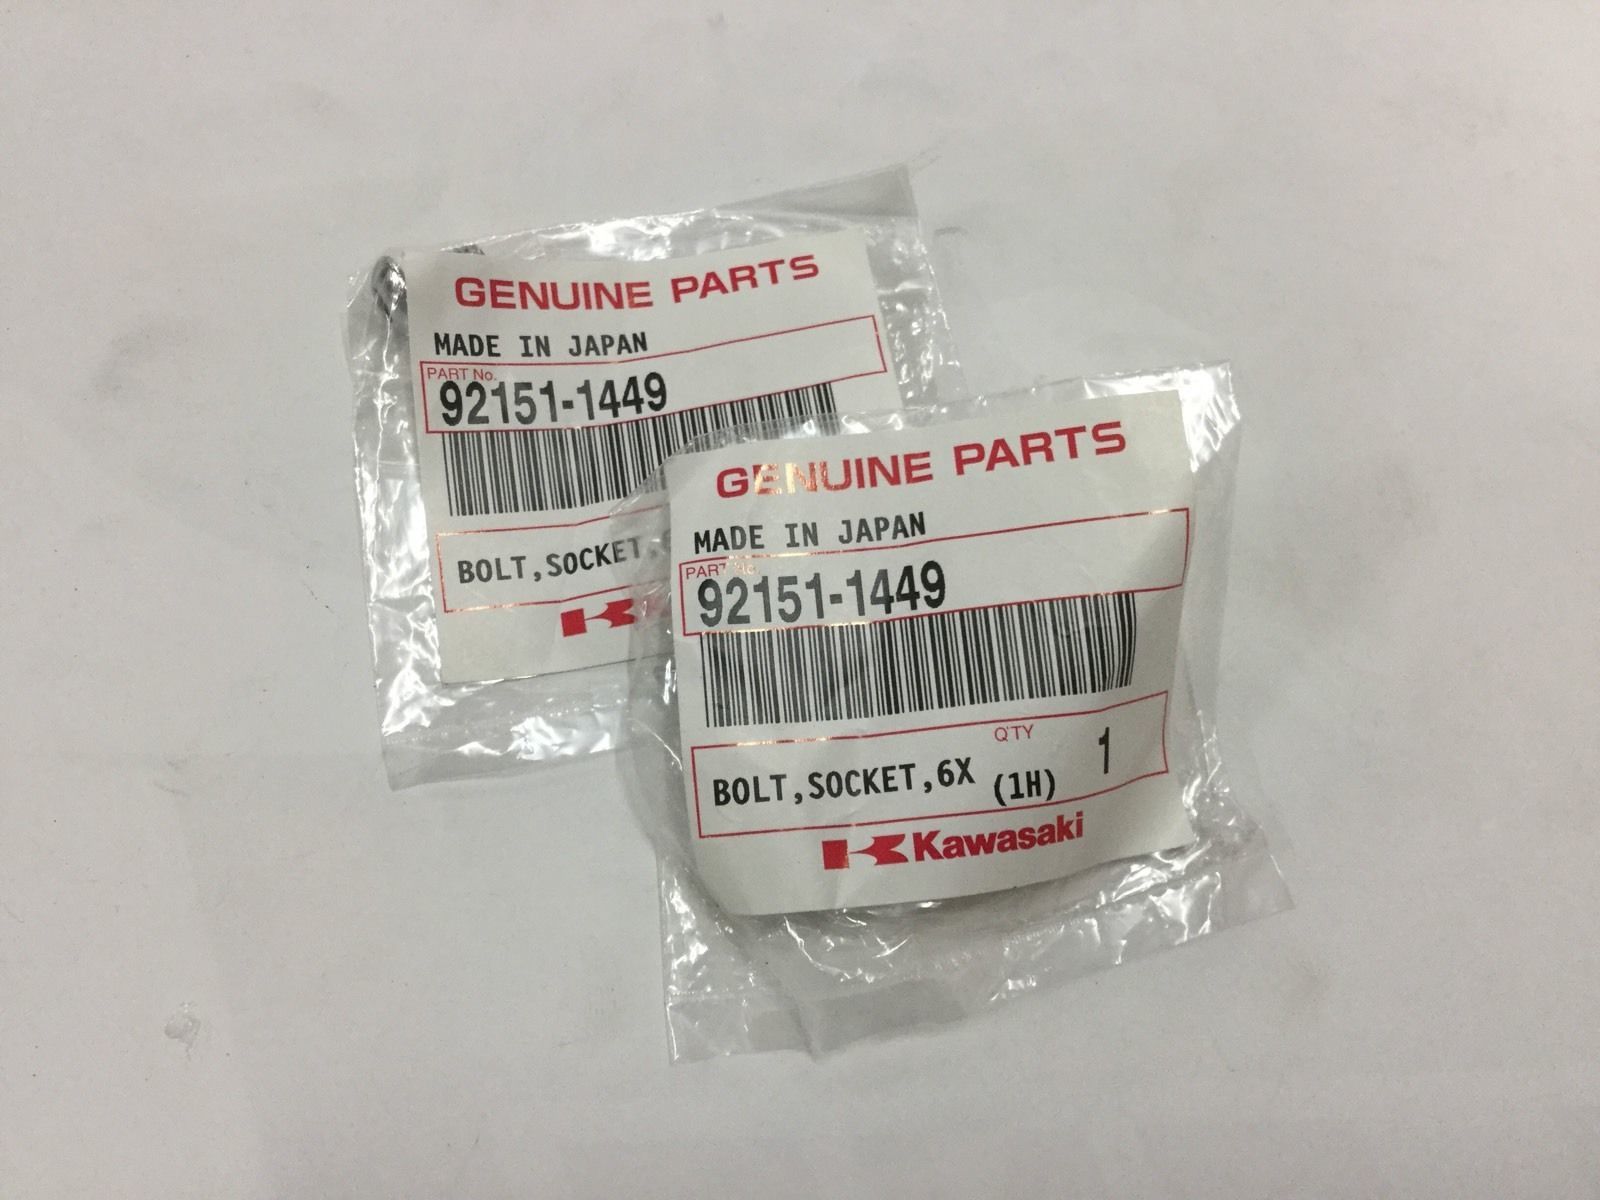 GENUINE PARTS
MADE IN JAPAN
PART No.
92151-1449
BOLT,SOCKET,
GENUINE PARTS
MADE IN JAPAN
PART No.
92151-1449
Q'TY
BOLT,SOCKET,6X (1H) 1
Kawasaki